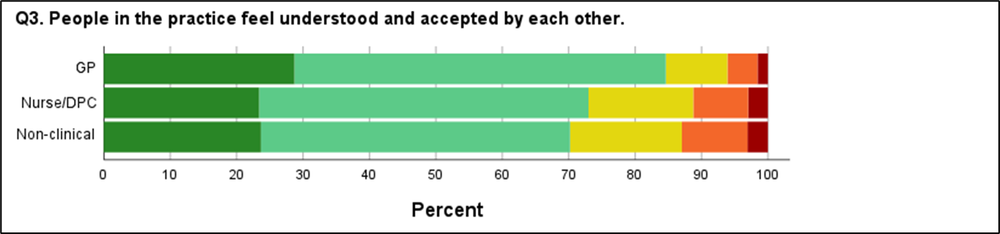 Q3. People in the practice feel understood and accepted by each other.
GP
Nurse/DPC
Non-clinical
0 10 20 30 40 50 60 70 80 90 100
Percent